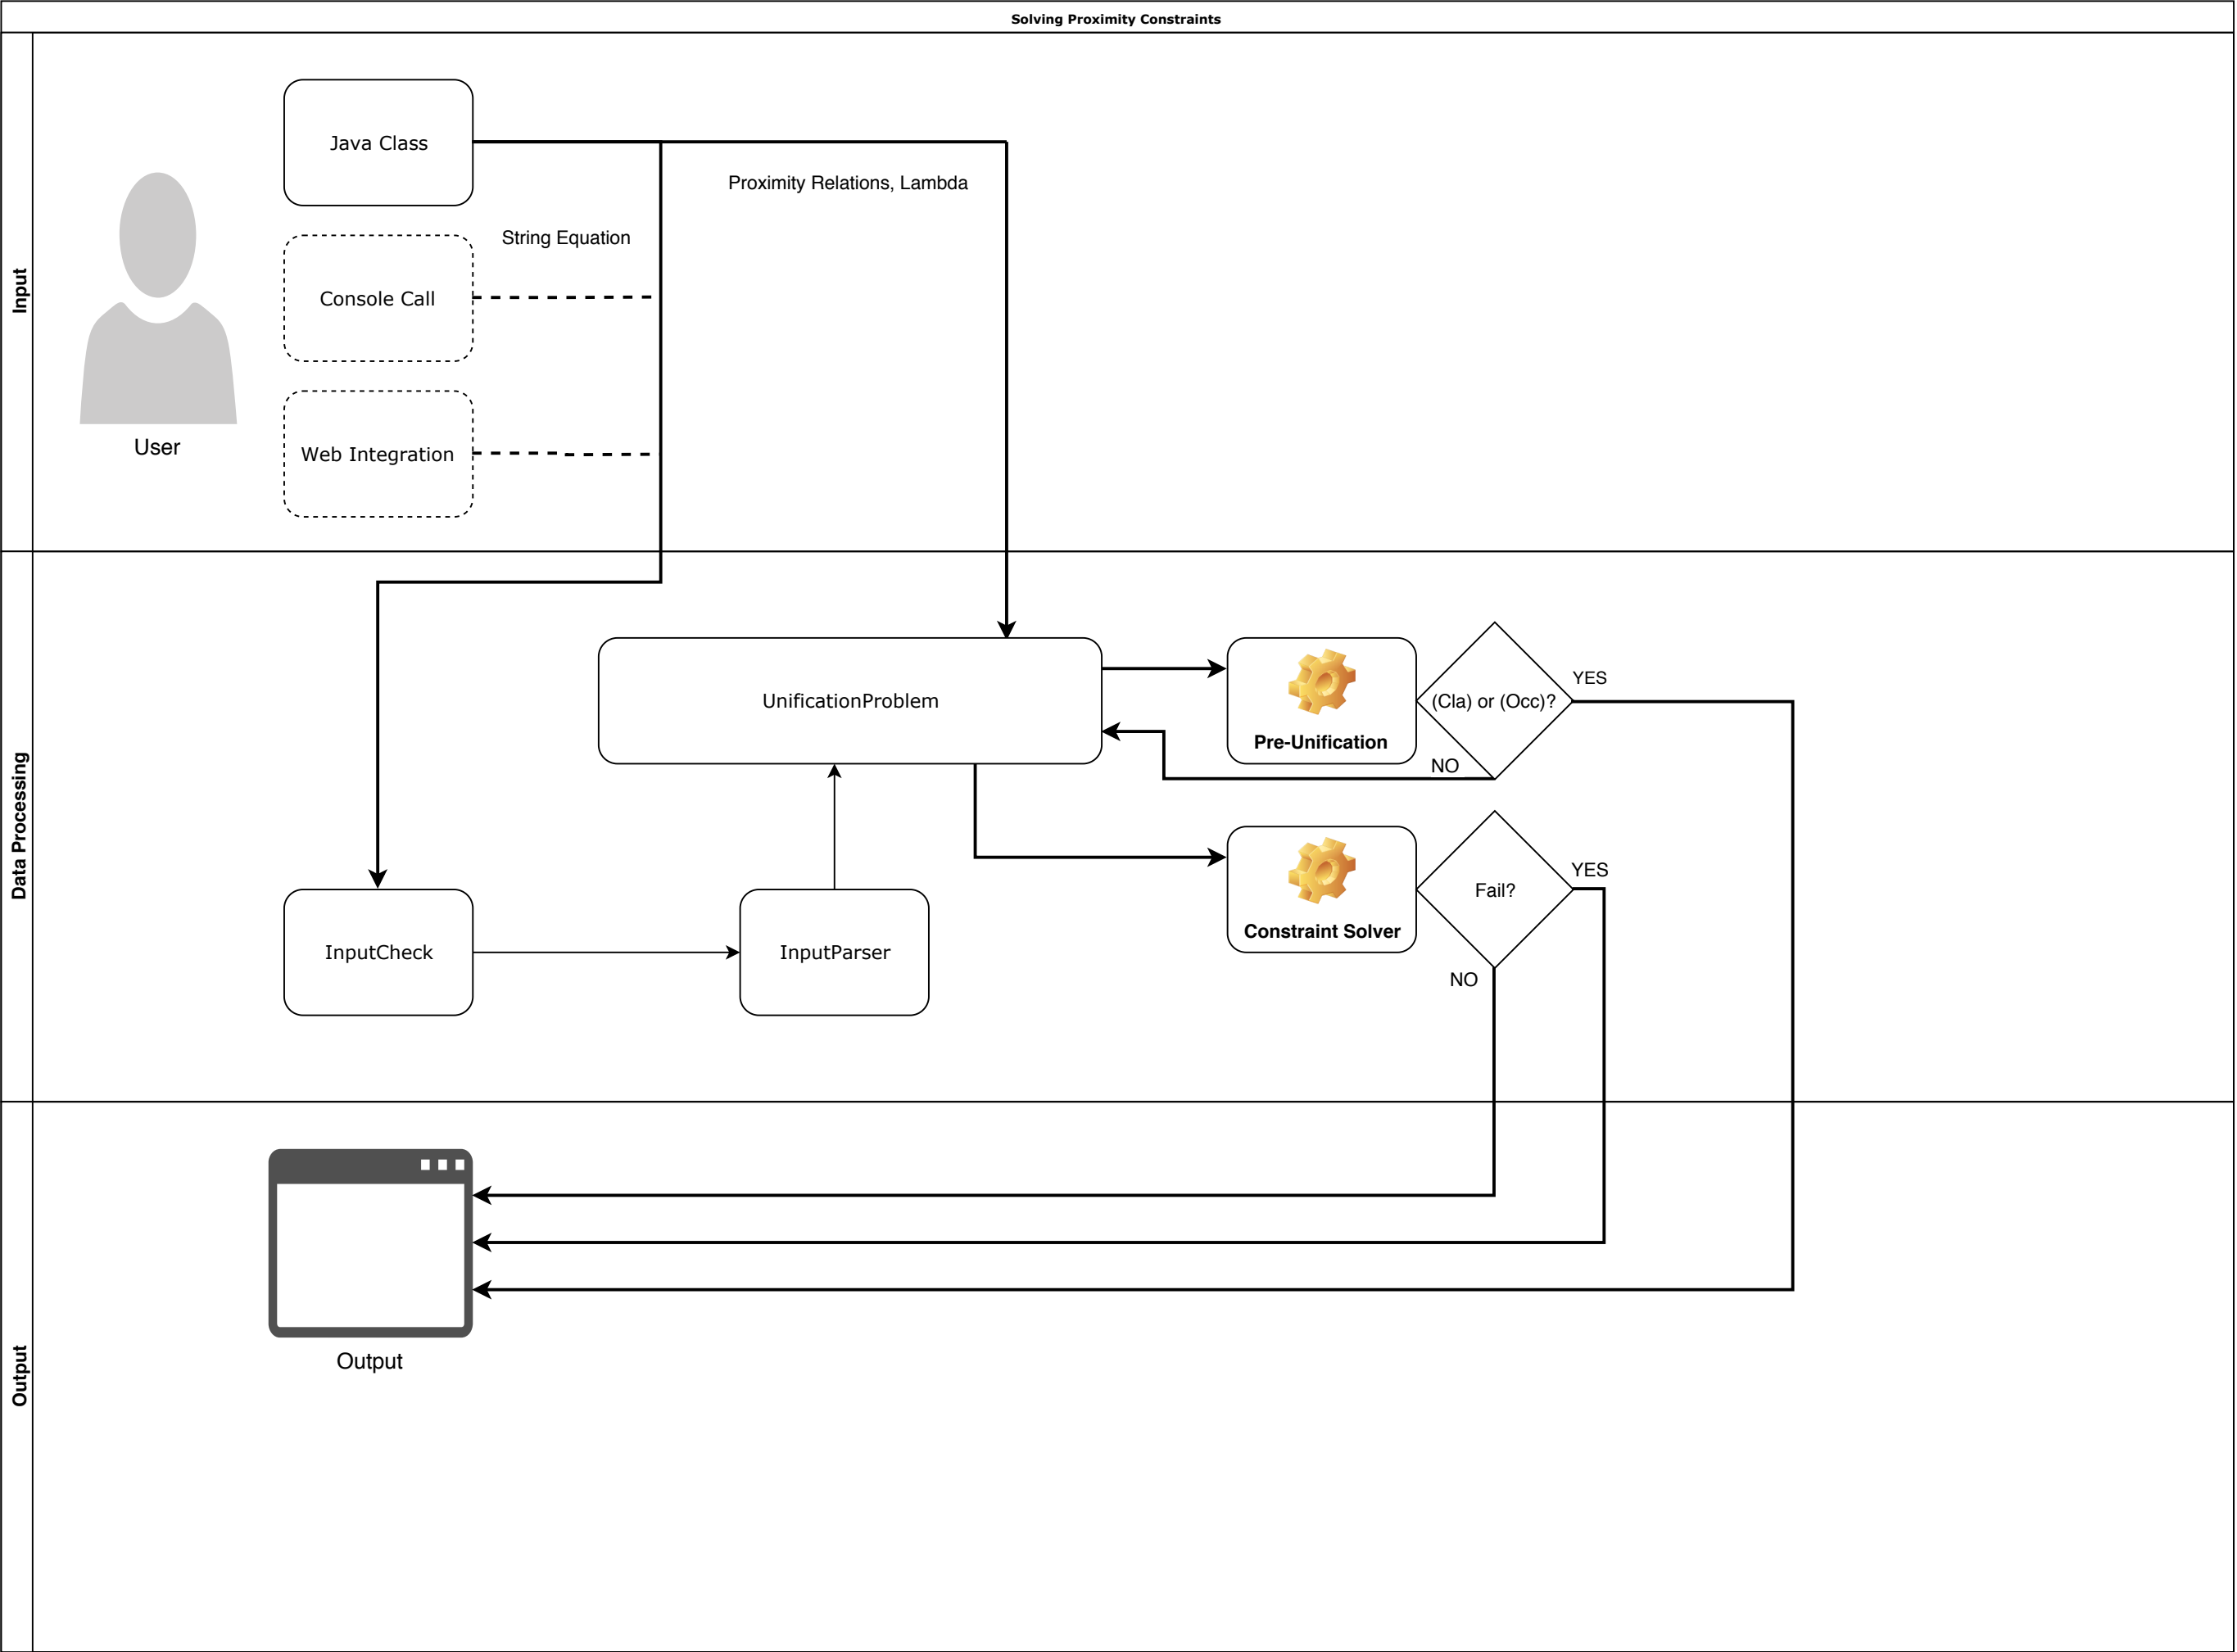 Solving Proximity Constraints
Input
Java Class
Proximity Relations, Lambda
String Equation
Console Call
User
Web Integration
Data Processing
UnificationProblem
Pre-Unification
(Cla) or (Occ)?
YES
NO
Constraint Solver
Fail?
YES
NO
InputCheck
InputParser
Output
Output